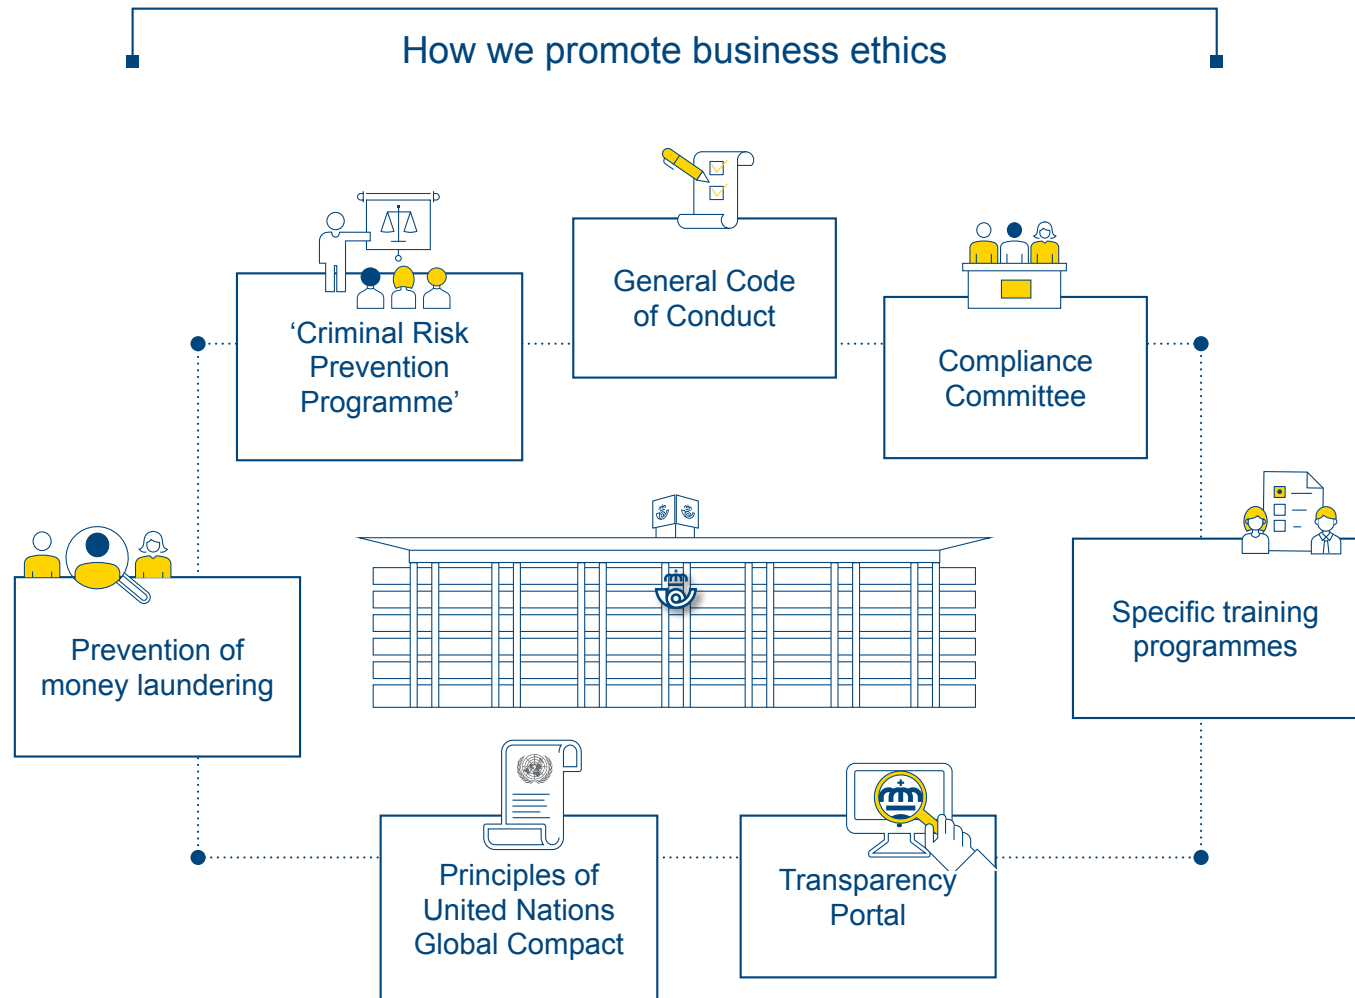 How we promote business ethics
General Code
of Conduct
‘Criminal Risk
Prevention
Programme’
Compliance
Committee
Prevention of
money laundering
Specific training
programmes
Principles of
United Nations
Global Compact
Transparency
Portal